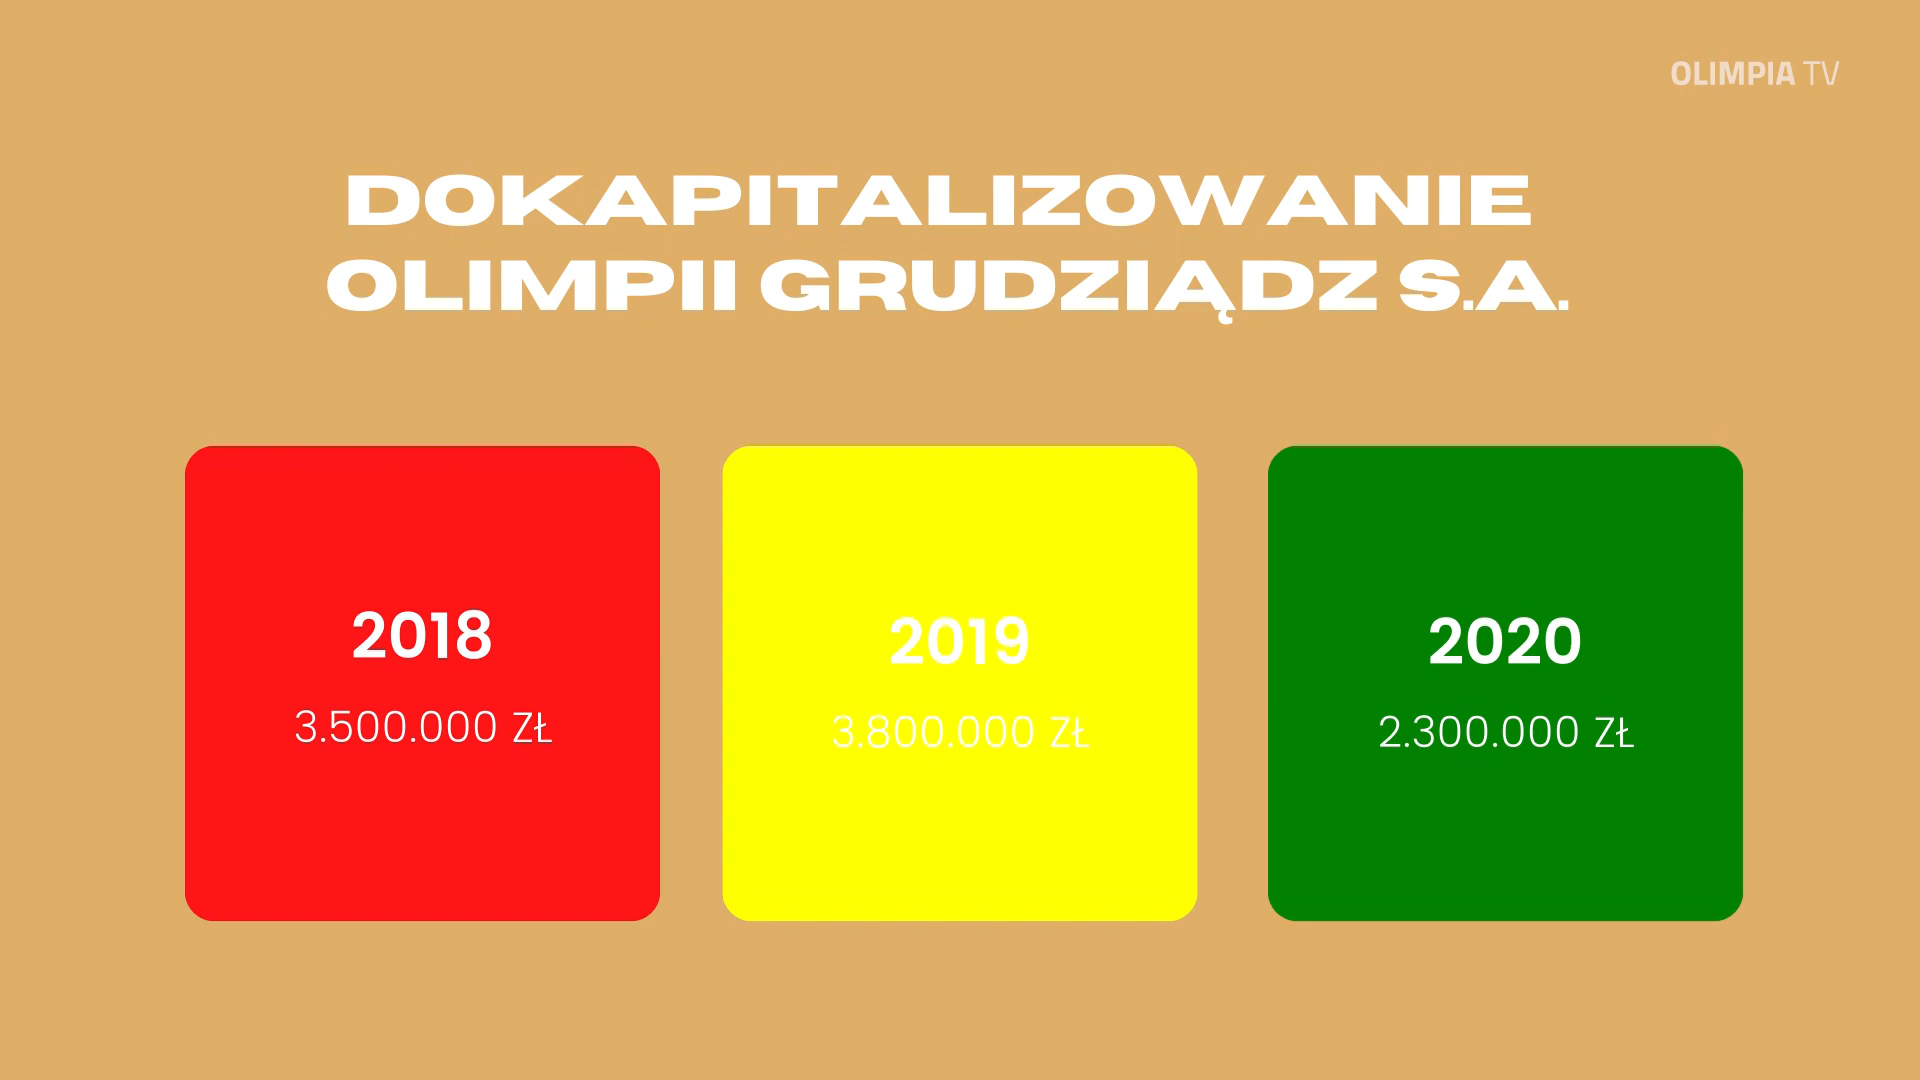 OLIMPIA TV
DOKAPITALIZOWANIE
OLIMPII GRUDZIĄDZ S.A.
2018
3.500.000 ZŁ
2019
3.800.000 ZŁ
2020
2.300.000 ZŁ